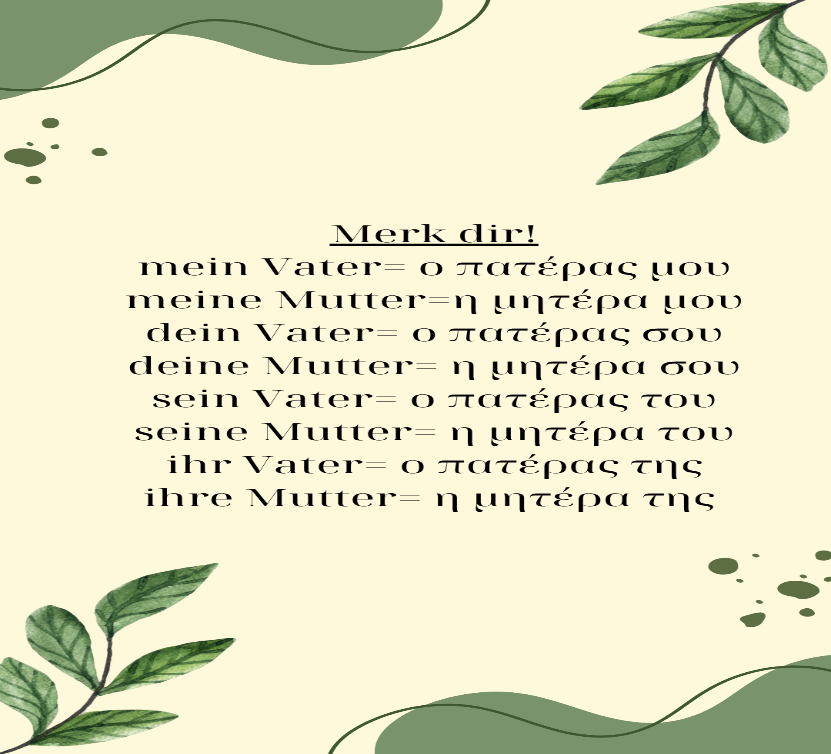 Merk dir!
mein Vater= ο πατέρας μου
meine Mutter=η μητέρα μου
dein Vater= ο πατέρας σου
deine Mutter= η μητέρα σου
sein Vater= ο πατέρας του
seine Mutter= η μητέρα του
ihr Vater= ο πατέρας της
ihre Mutter= η μητέρα της